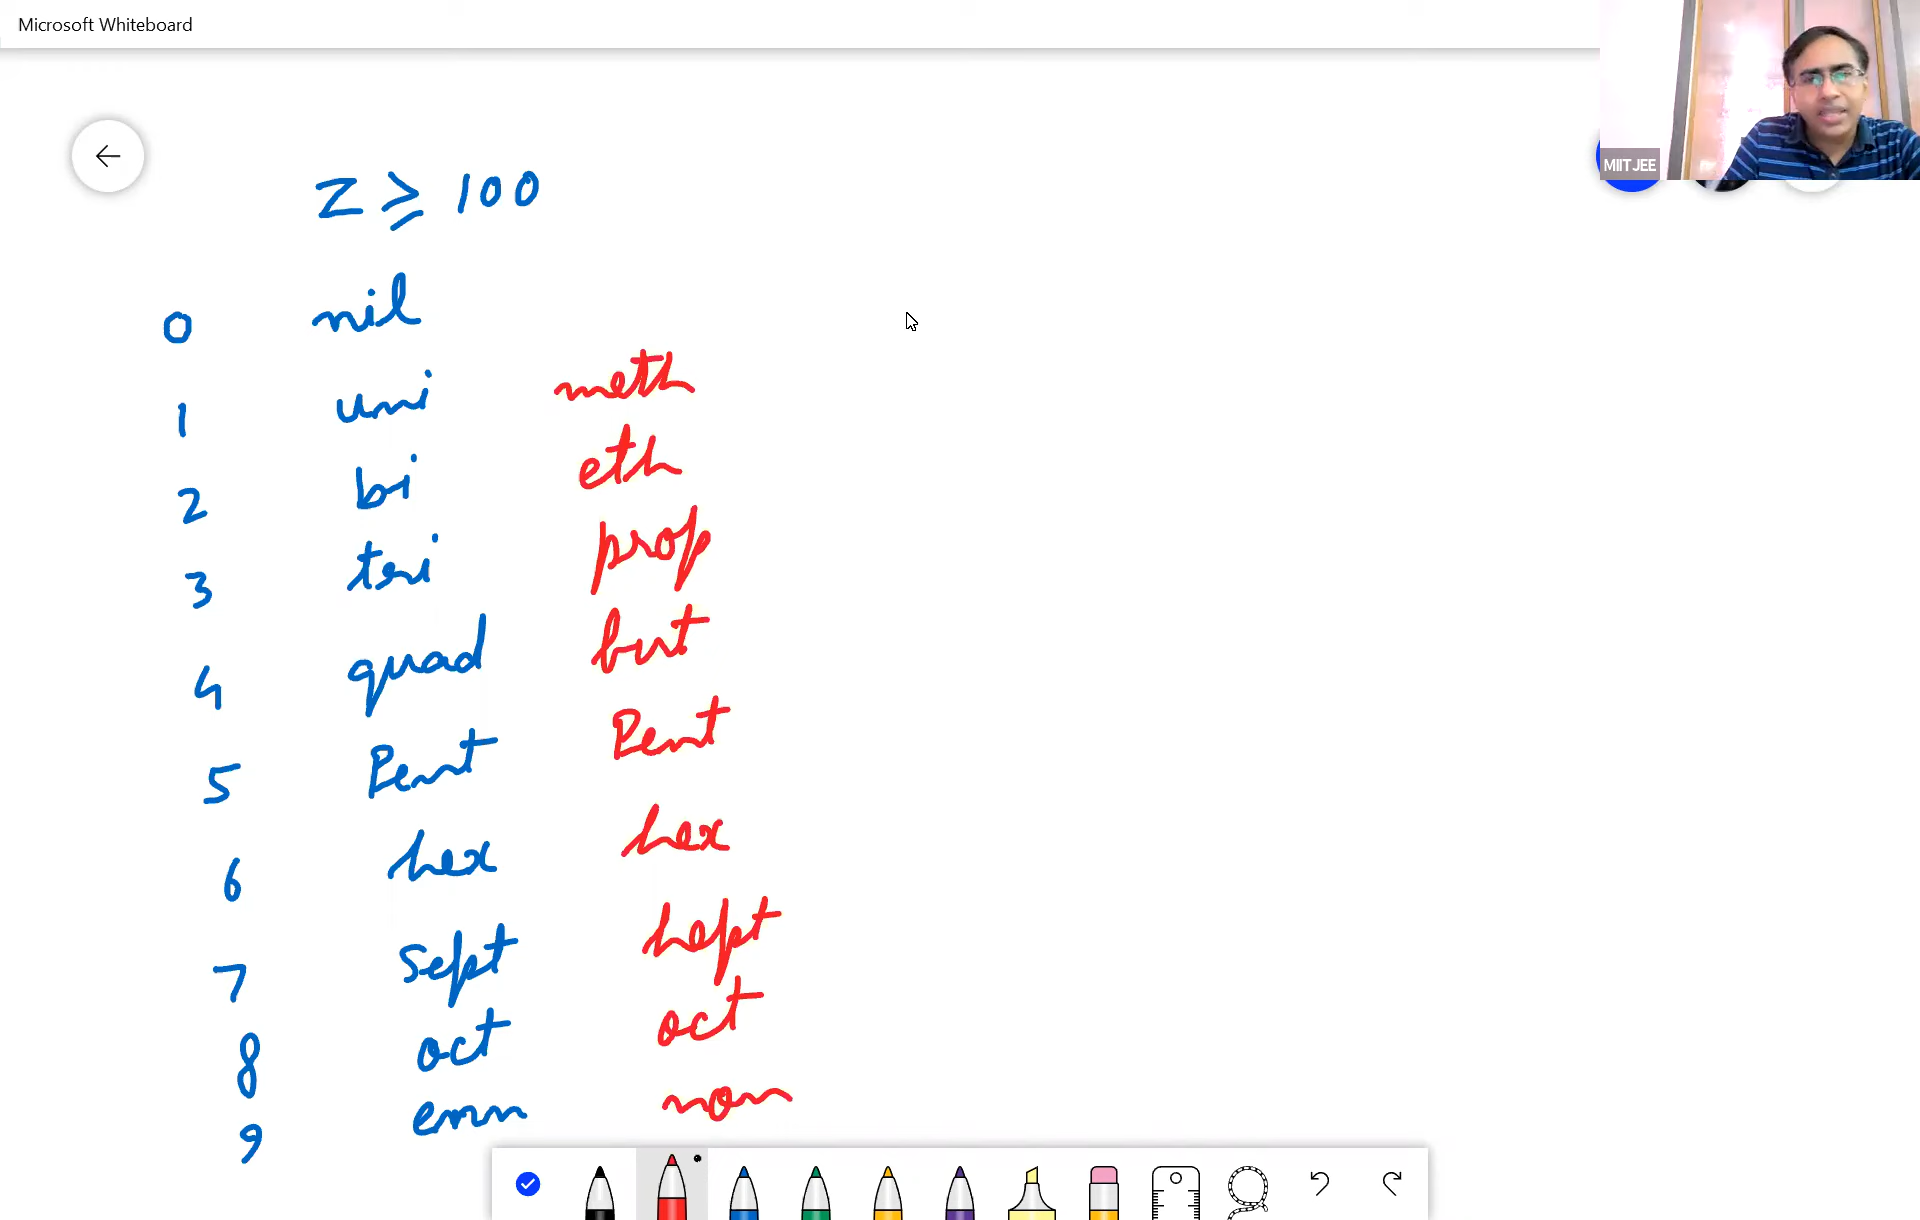 Microsoft Whiteboard
MIIT JEE
Z ≥ 100
0 nil
1 uni meth
2 bi eth
3 tri prop
4 quad but
5 Pent Pent
6 hex hex
7 Sept hept
8 oct oct
9 enn non